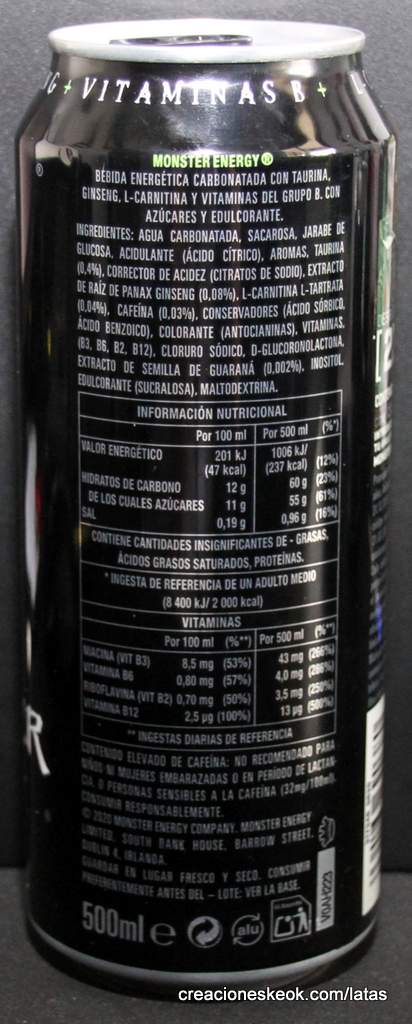 G + VITAMINAS B + L
MONSTER ENERGY®
BEBIDA ENERGÉTICA CARBONATADA CON TAURINA,
GINSENG, L-CARNITINA Y VITAMINAS DEL GRUPO B. CON
AZÚCARES Y EDULCORANTE.
INGREDIENTES: AGUA CARBONATADA, SACAROSA, JARABE DE
GLUCOSA, ACIDULANTE (ÁCIDO CÍTRICO), AROMAS, TAURINA
(0,4%), CORRECTOR DE ACIDEZ (CITRATOS DE SODIO), EXTRACTO
DE RAÍZ DE PANAX GINSENG (0,08%), L-CARNITINA L-TARTRATA
(0,04%), CAFEÍNA (0,03%), CONSERVADORES (ÁCIDO SÓRBICO,
ÁCIDO BENZOICO), COLORANTE (ANTOCIANINAS), VITAMINAS,
(B3, B6, B2, B12), CLORURO SÓDICO, D-GLUCORONOLACTONA,
EXTRACTO DE SEMILLA DE GUARANÁ (0,002%), INOSITOL,
EDULCORANTE (SUCRALOSA), MALTODEXTRINA.
INFORMACIÓN NUTRICIONAL
Por 100 ml Por 500 ml (%*)
VALOR ENERGÉTICO 201 kJ 1006 kJ/
(47 kcal) (237 kcal) (12%)
HIDRATOS DE CARBONO 12 g 60 g (23%)
DE LOS CUALES AZÚCARES 11 g 55 g (61%)
SAL 0,19 g 0,96 g (16%)
CONTIENE CANTIDADES INSIGNIFICANTES DE - GRASAS,
ÁCIDOS GRASOS SATURADOS, PROTEÍNAS.
* INGESTA DE REFERENCIA DE UN ADULTO MEDIO
(8 400 kJ/ 2 000 kcal)
VITAMINAS
Por 100 ml (%**) Por 500 ml (%**)
NIACINA (VIT B3) 8,5 mg (53%) 43 mg (266%)
VITAMINA B6 0,80 mg (57%) 4,0 mg (286%)
RIBOFLAVINA (VIT B2) 0,70 mg (50%) 3,5 mg (250%)
VITAMINA B12 2,5 µg (100%) 13 µg (500%)
** INGESTAS DIARIAS DE REFERENCIA
CONTENIDO ELEVADO DE CAFEÍNA: NO RECOMENDADO PARA
NIÑOS NI MUJERES EMBARAZADAS O EN PERÍODO DE LACTAN-
CIA, O PERSONAS SENSIBLES A LA CAFEÍNA (32mg/100ml).
CONSUMIR RESPONSABLEMENTE.
© 2020 MONSTER ENERGY COMPANY. MONSTER ENERGY
LIMITED, SOUTH BANK HOUSE, BARROW STREET,
DUBLIN 4, IRLANDA.
GUARDAR EN LUGAR FRESCO Y SECO. CONSUMIR
PREFERENTEMENTE ANTES DEL – LOTE: VER LA BASE.
500ml e alu
R
creacioneskeok.com/latas